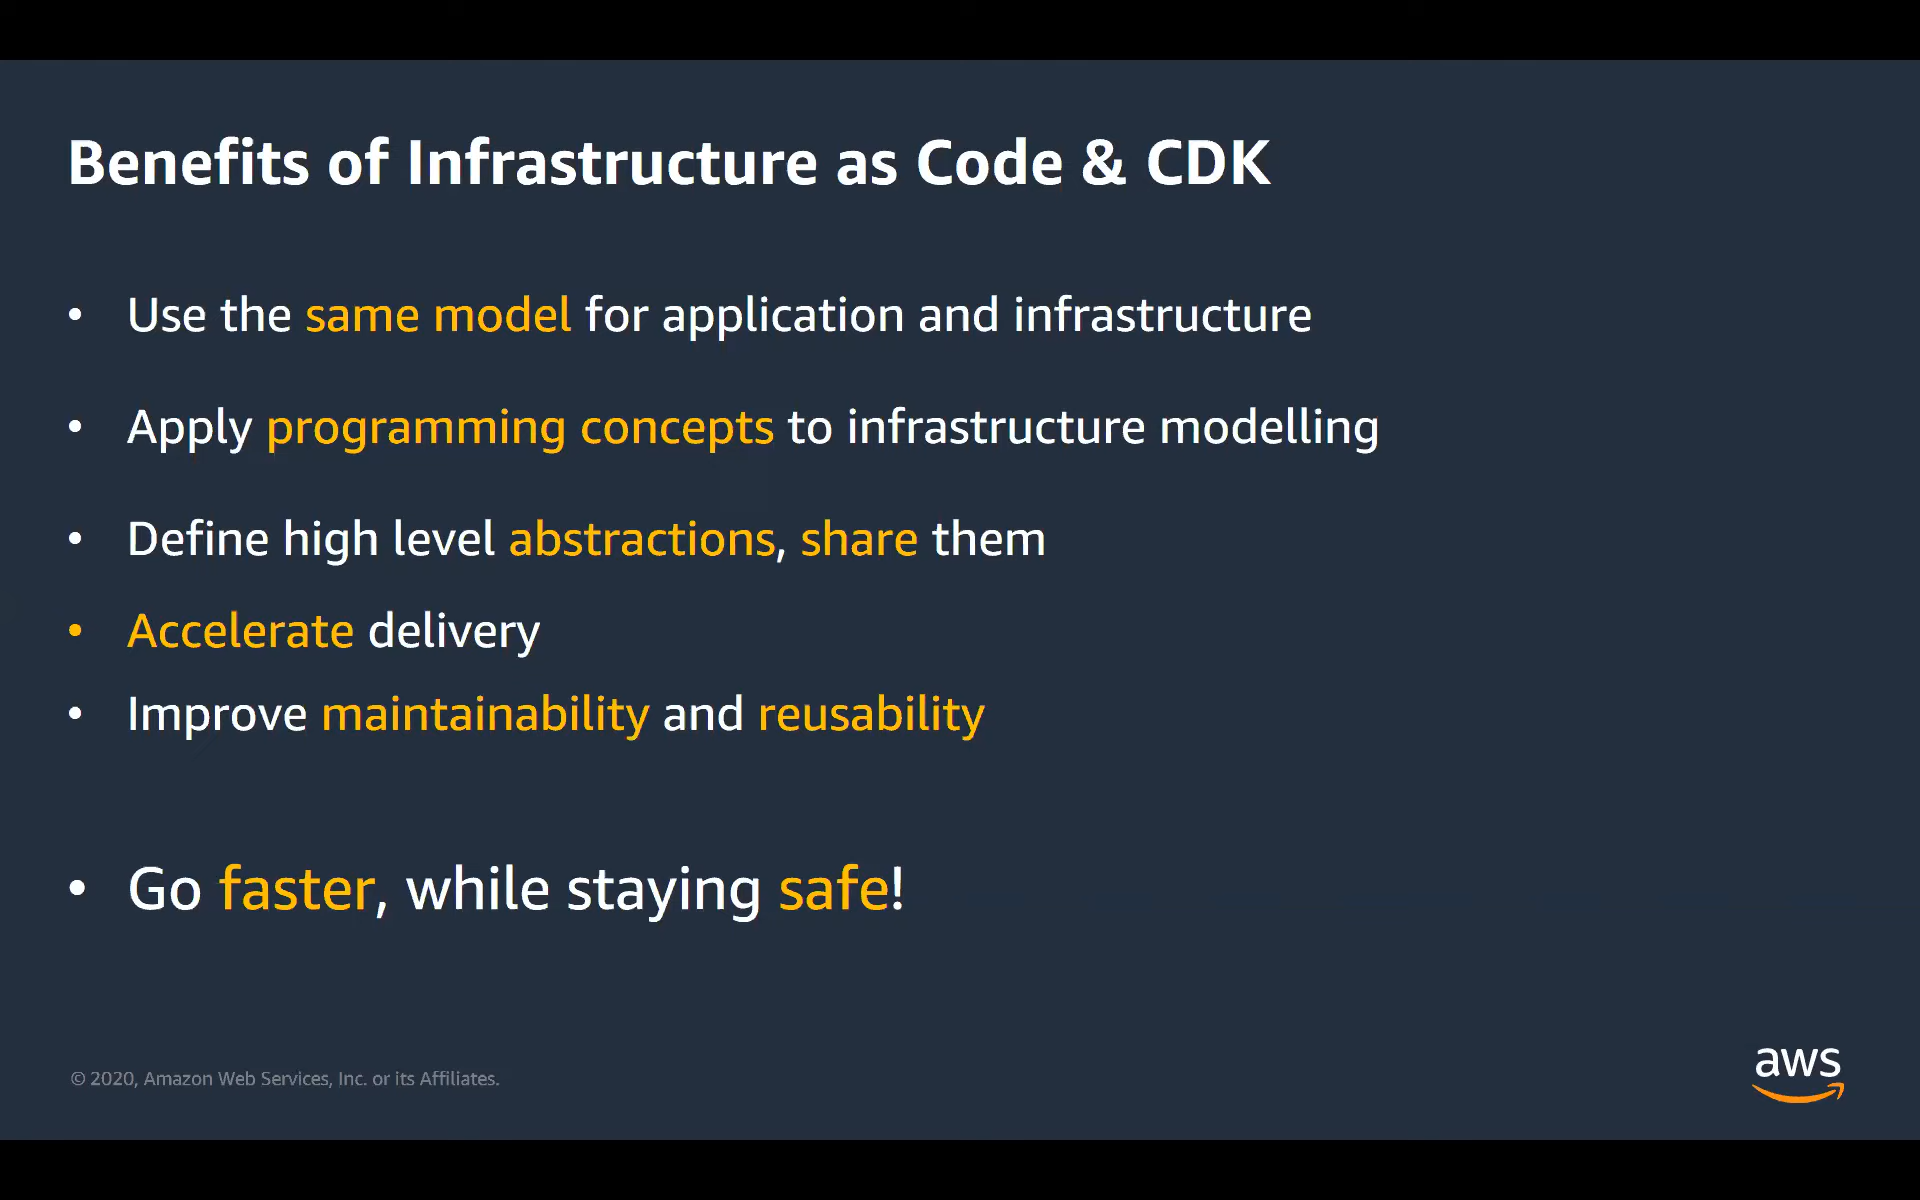 Benefits of Infrastructure as Code & CDK
• Use the same model for application and infrastructure
• Apply programming concepts to infrastructure modelling
• Define high level abstractions, share them
• Accelerate delivery
• Improve maintainability and reusability
• Go faster, while staying safe!
© 2020, Amazon Web Services, Inc. or its Affiliates.
aws